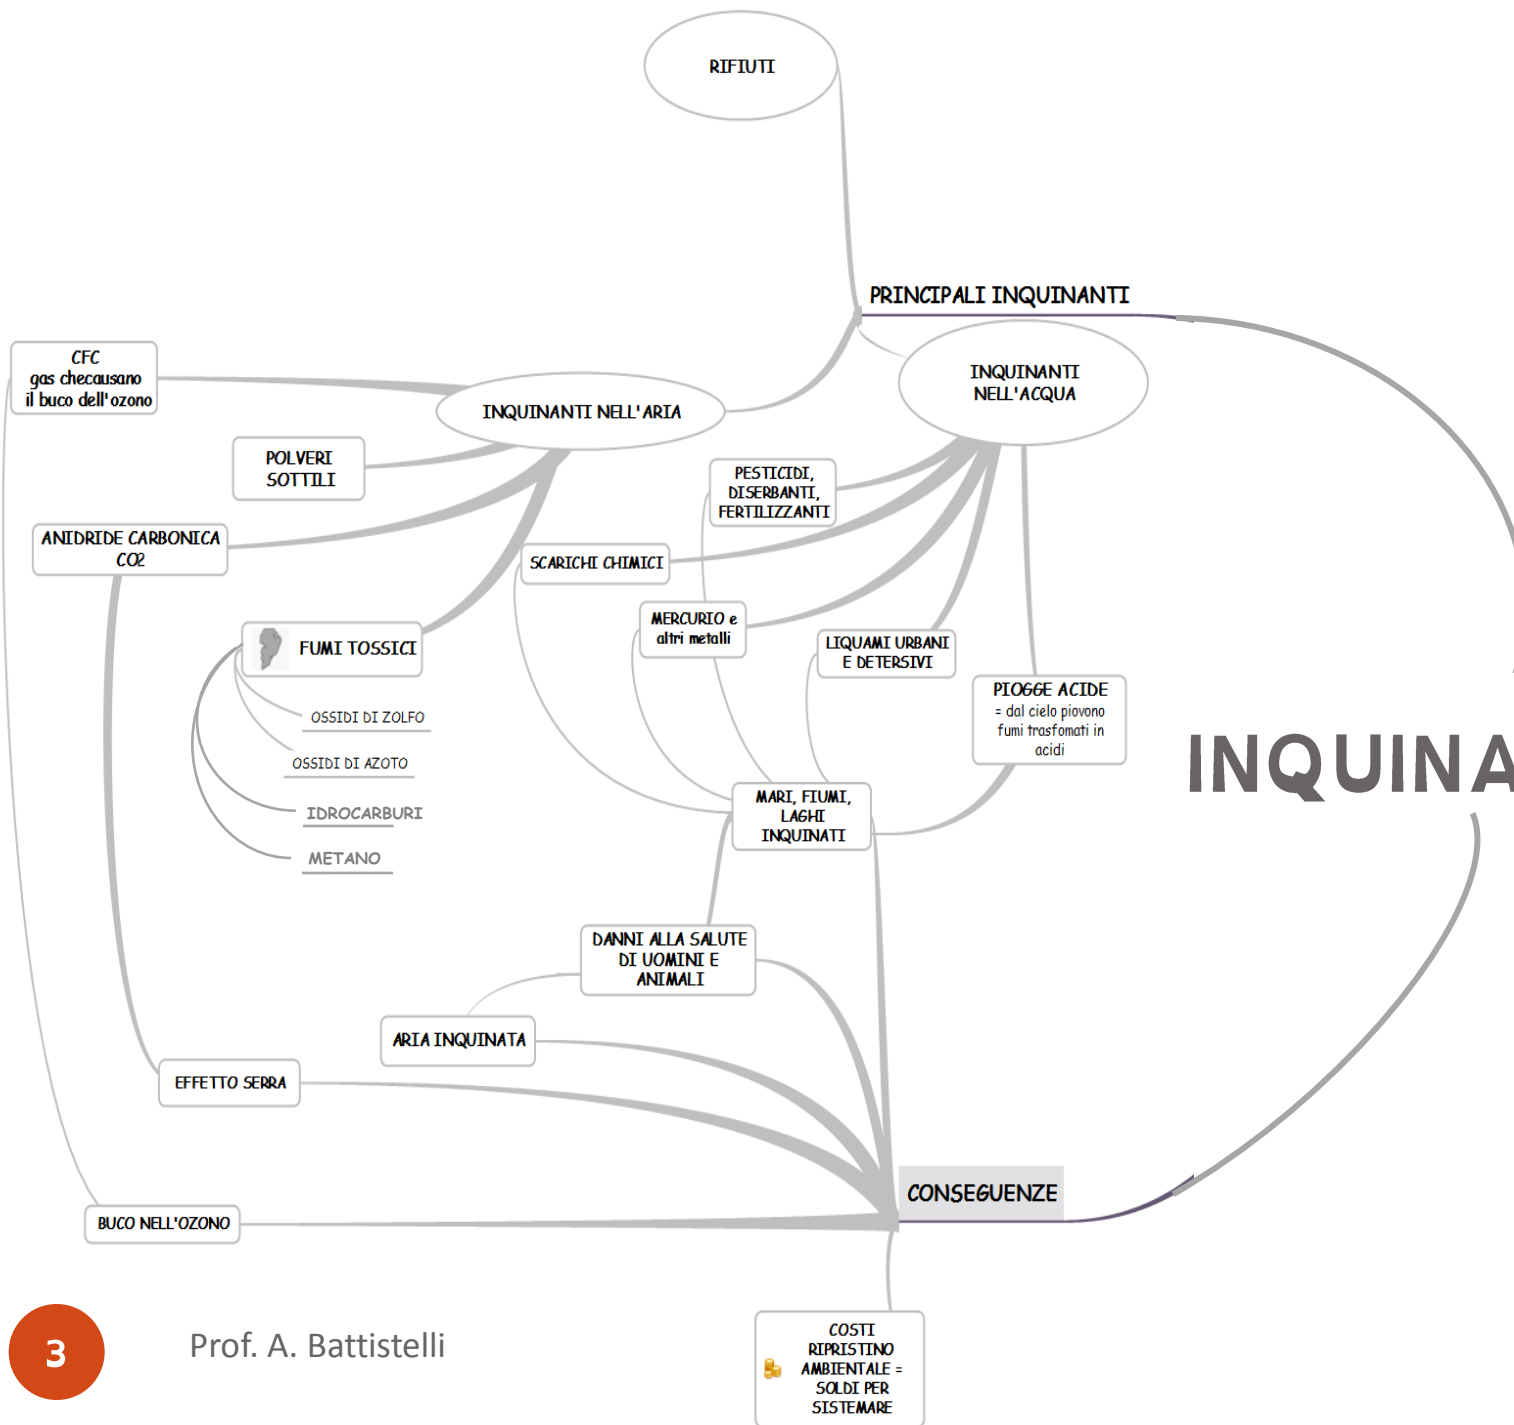 RIFIUTI
PRINCIPALI INQUINANTI
CFC
gas checausano
il buco dell'ozono
INQUINANTI NELL'ARIA
INQUINANTI
NELL'ACQUA
POLVERI
SOTTILI
PESTICIDI,
DISERBANTI,
FERTILIZZANTI
ANIDRIDE CARBONICA
CO2
SCARICHI CHIMICI
MERCURIO e
altri metalli
LIQUAMI URBANI
E DETERSIVI
FUMI TOSSICI
PIOGGE ACIDE
= dal cielo piovono
fumi trasfomati in
acidi
OSSIDI DI ZOLFO
OSSIDI DI AZOTO
IDROCARBURI
METANO
INQUINA
MARI, FIUMI,
LAGHI
INQUINATI
DANNI ALLA SALUTE
DI UOMINI E
ANIMALI
ARIA INQUINATA
EFFETTO SERRA
CONSEGUENZE
BUCO NELL'OZONO
COSTI
RIPRISTINO
AMBIENTALE =
SOLDI PER
SISTEMARE
3
Prof. A. Battistelli